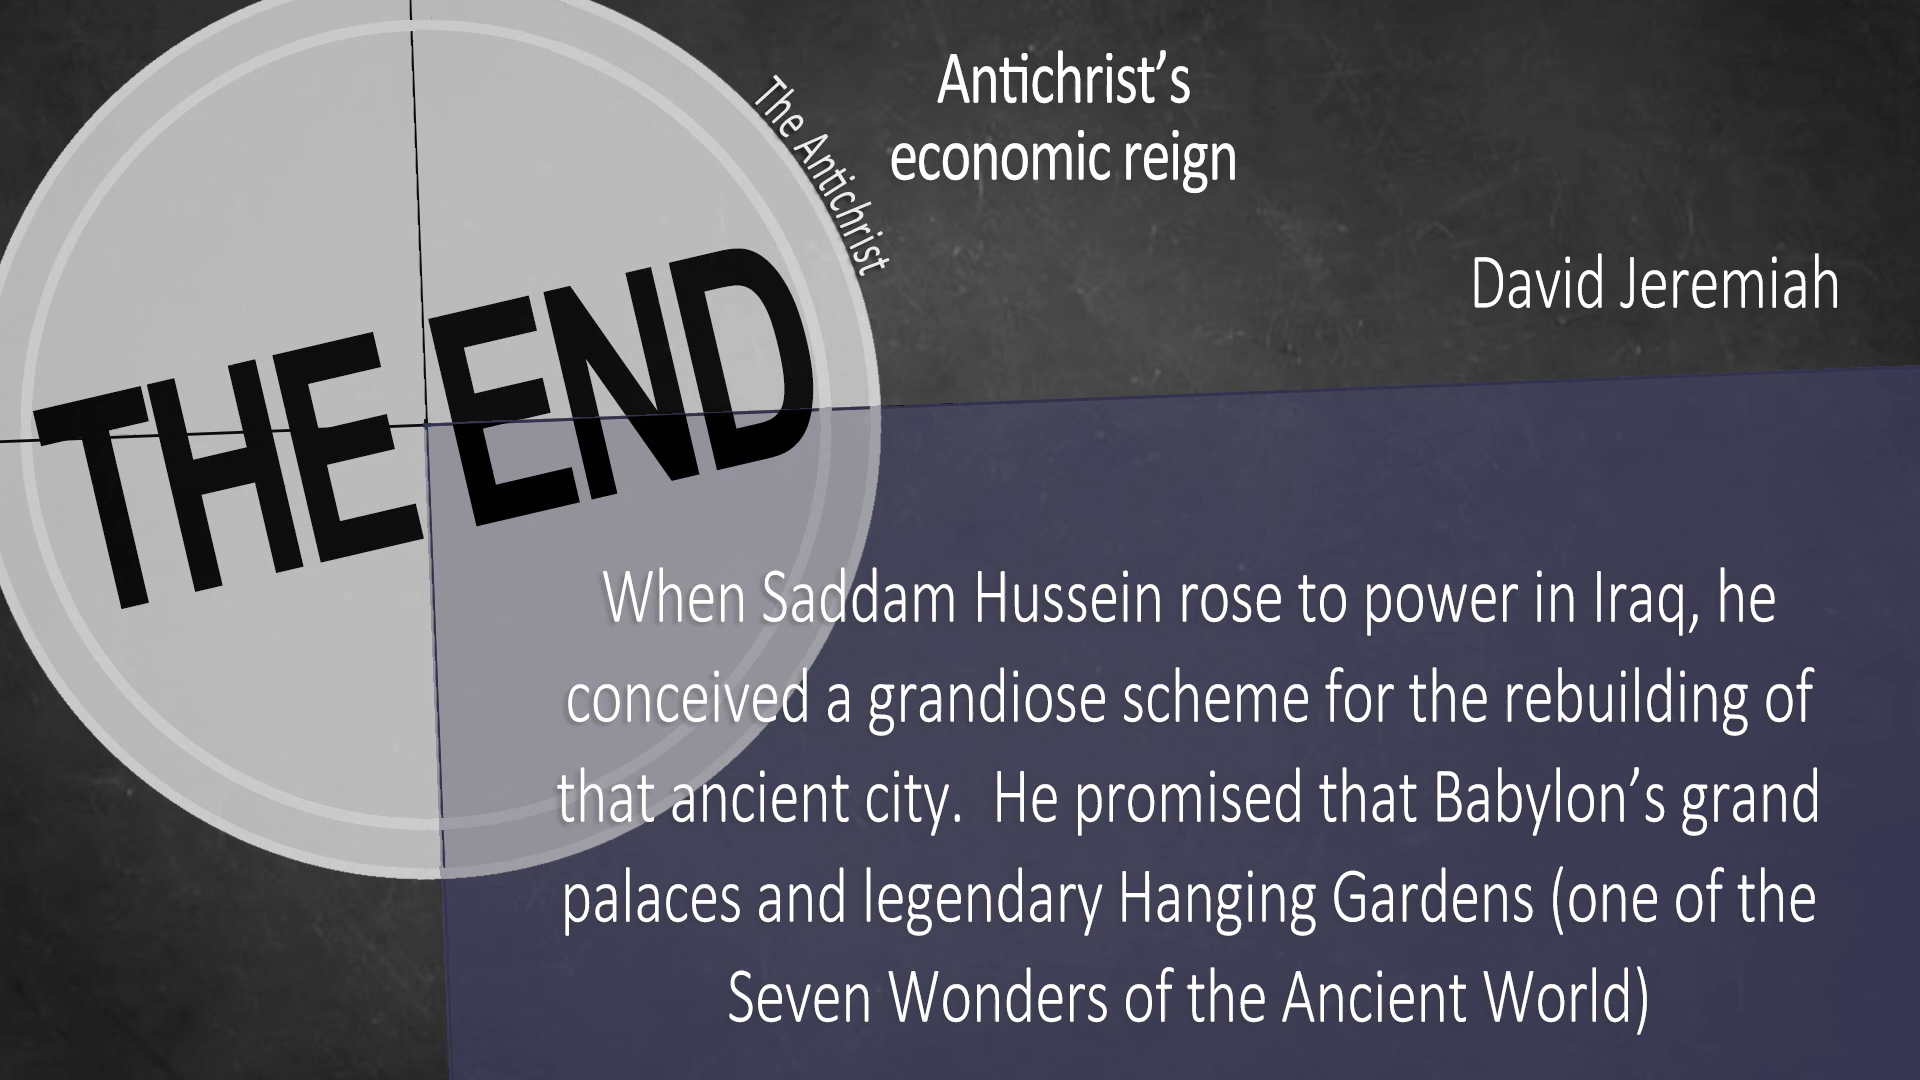 The Antichrist
Antichrist’s
economic reign
David Jeremiah
THE END
When Saddam Hussein rose to power in Iraq, he
conceived a grandiose scheme for the rebuilding of
that ancient city.  He promised that Babylon’s grand
palaces and legendary Hanging Gardens (one of the
Seven Wonders of the Ancient World)